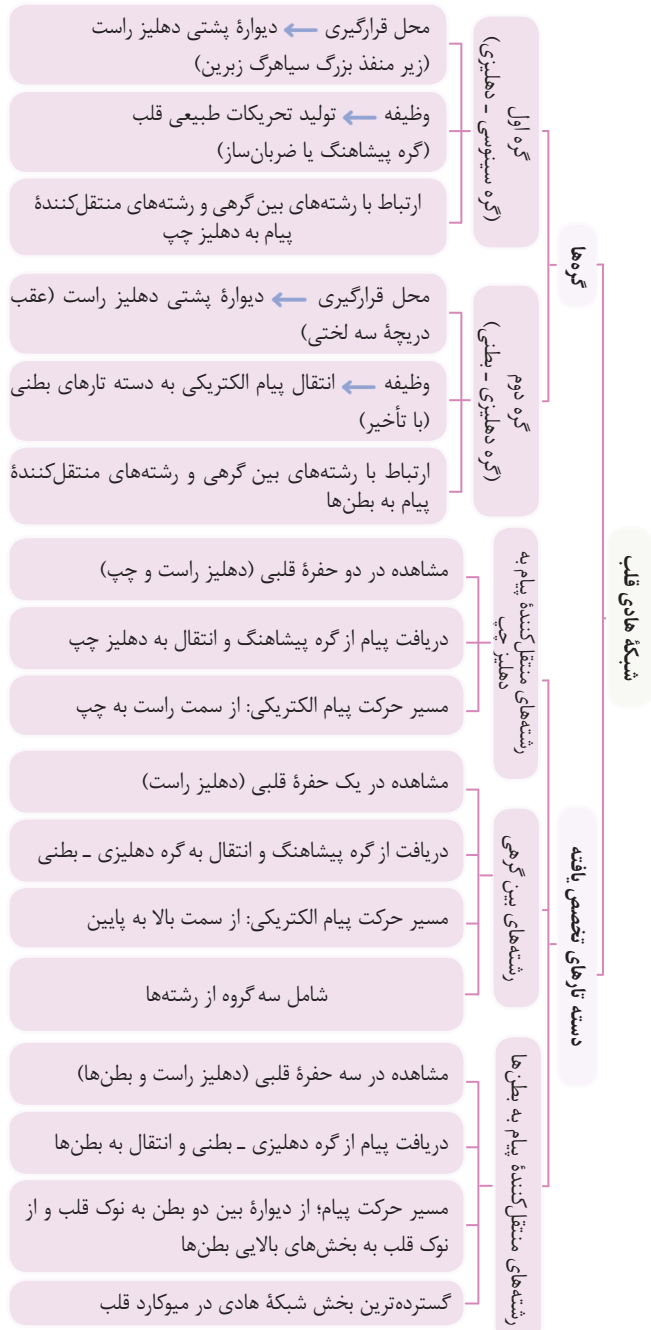 شبکهٔ هادی قلب
گره‌ها
گره اول
(گره سینوسی ـ دهلیزی)
محل قرارگیری ← دیوارهٔ پشتی دهلیز راست
(زیر منفذ بزرگ سیاهرگ زبرین)
وظیفه ← تولید تحریکات طبیعی قلب
(گره پیشاهنگ یا ضربان‌ساز)
ارتباط با رشته‌های بین گرهی و رشته‌های منتقل‌کنندهٔ
پیام به دهلیز چپ
گره دوم
(گره دهلیزی ـ بطنی)
محل قرارگیری ← دیوارهٔ پشتی دهلیز راست (عقب
دریچهٔ سه لختی)
وظیفه ← انتقال پیام الکتریکی به دسته تارهای بطنی
(با تأخیر)
ارتباط با رشته‌های بین گرهی و رشته‌های منتقل‌کنندهٔ
پیام به بطن‌ها
دسته تارهای تخصص یافته
رشته‌های منتقل‌کنندهٔ پیام به
دهلیز چپ
مشاهده در دو حفرهٔ قلبی (دهلیز راست و چپ)
دریافت پیام از گره پیشاهنگ و انتقال به دهلیز چپ
مسیر حرکت پیام الکتریکی: از سمت راست به چپ
رشته‌های بین گرهی
مشاهده در یک حفرهٔ قلبی (دهلیز راست)
دریافت از گره پیشاهنگ و انتقال به گره دهلیزی ـ بطنی
مسیر حرکت پیام الکتریکی: از سمت بالا به پایین
شامل سه گروه از رشته‌ها
رشته‌های منتقل‌کنندهٔ پیام به بطن‌ها
مشاهده در سه حفرهٔ قلبی (دهلیز راست و بطن‌ها)
دریافت پیام از گره دهلیزی ـ بطنی و انتقال به بطن‌ها
مسیر حرکت پیام؛ از دیوارهٔ بین دو بطن به نوک قلب و از
نوک قلب به بخش‌های بالایی بطن‌ها
گسترده‌ترین بخش شبکهٔ هادی در میوکارد قلب